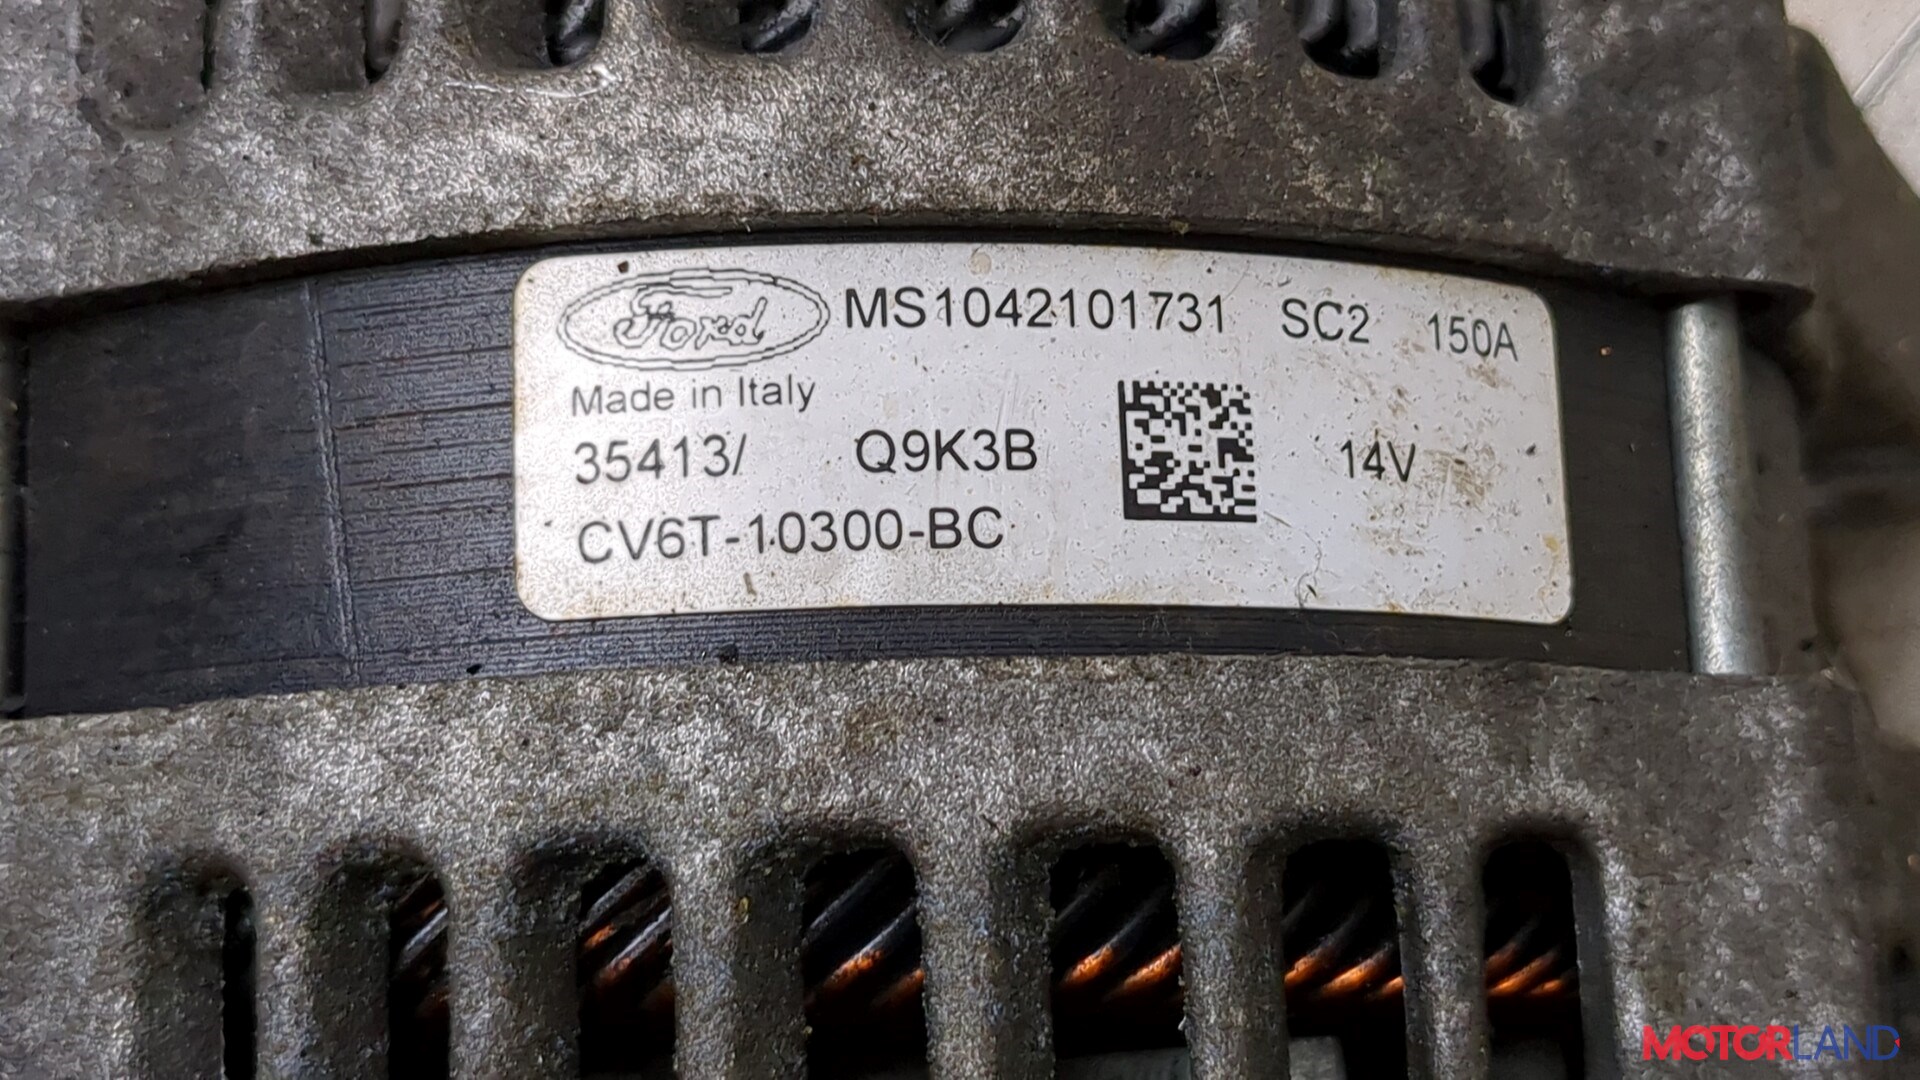 Ford MS1042101731 SC2 150A
Made in Italy
35413/ Q9K3B 14V
CV6T-10300-BC
MOTORLAND